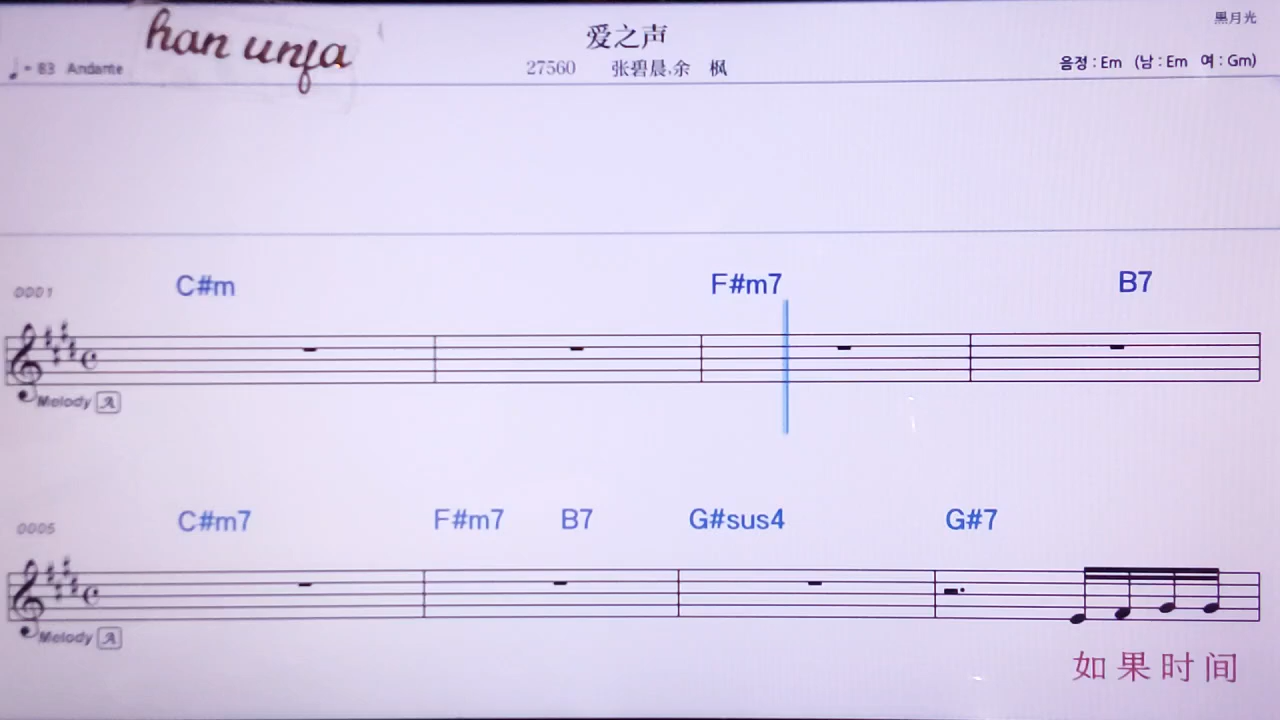 han unfa
爱之声
黑月光
♩= 83 Andante
27560 张碧晨,余 枫
음정 : Em (남 : Em 여 : Gm)
0001
C#m F#m7 B7
Melody A
0005
C#m7 F#m7 B7 G#sus4 G#7
Melody A
如果时间